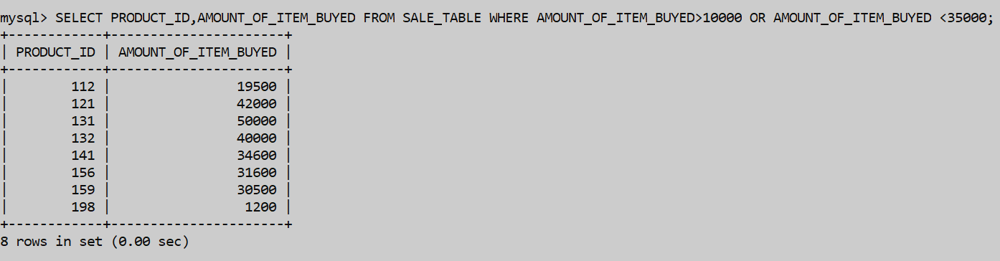 mysql> SELECT PRODUCT_ID,AMOUNT_OF_ITEM_BUYED FROM SALE_TABLE WHERE AMOUNT_OF_ITEM_BUYED>10000 OR AMOUNT_OF_ITEM_BUYED <35000;
+------------+----------------------+
| PRODUCT_ID | AMOUNT_OF_ITEM_BUYED |
+------------+----------------------+
|        112 |                19500 |
|        121 |                42000 |
|        131 |                50000 |
|        132 |                40000 |
|        141 |                34600 |
|        156 |                31600 |
|        159 |                30500 |
|        198 |                 1200 |
+------------+----------------------+
8 rows in set (0.00 sec)